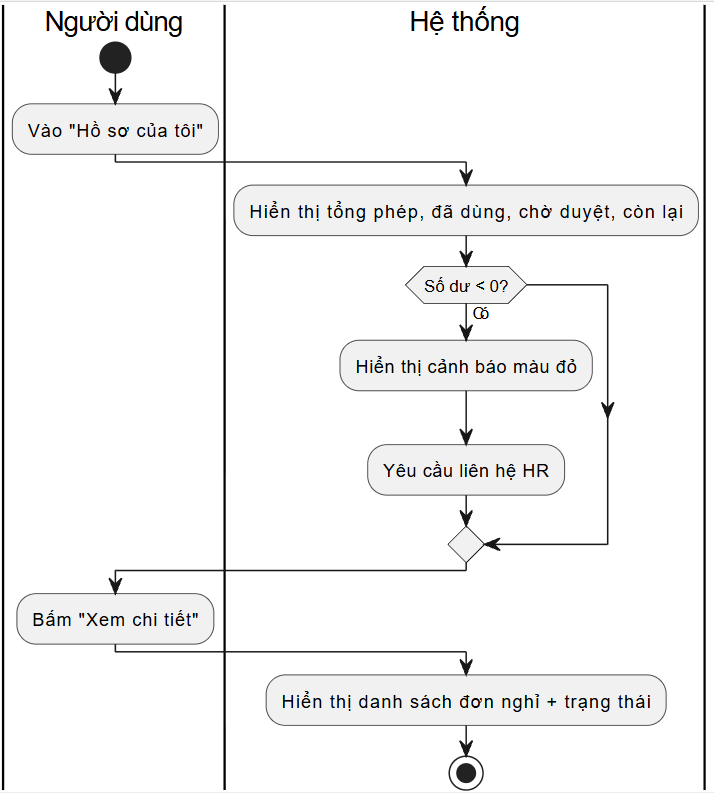 Người dùng
Hệ thống
Vào "Hồ sơ của tôi"
Hiển thị tổng phép, đã dùng, chờ duyệt, còn lại
Số dư < 0?
Có
Hiển thị cảnh báo màu đỏ
Yêu cầu liên hệ HR
Bấm "Xem chi tiết"
Hiển thị danh sách đơn nghỉ + trạng thái